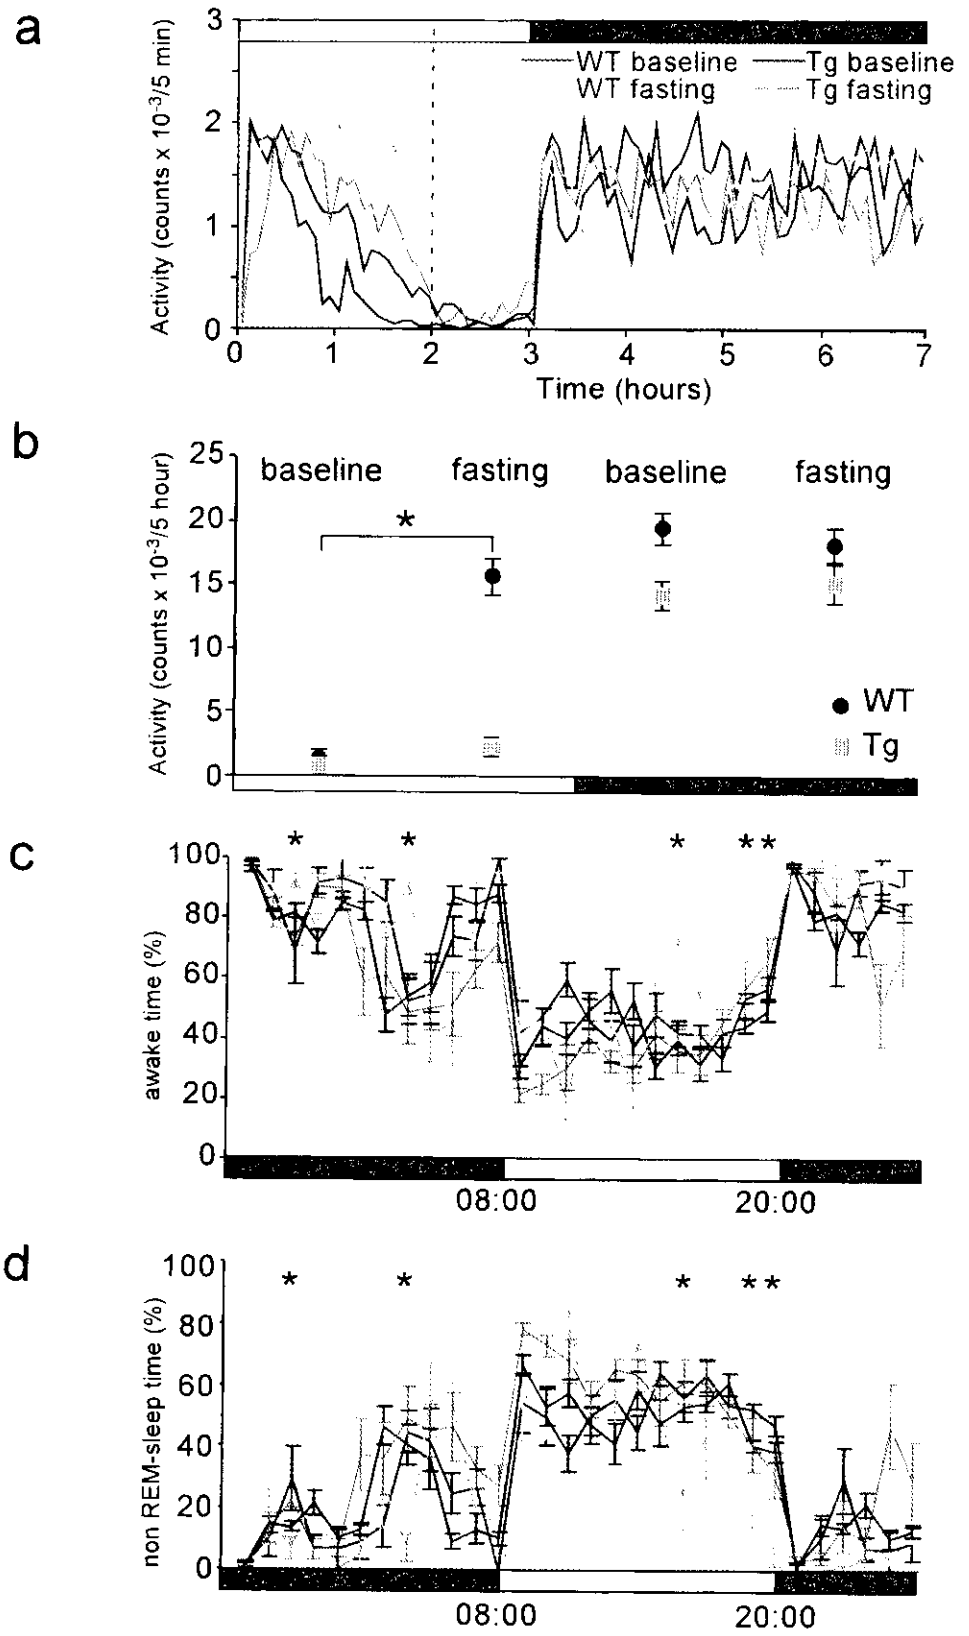 a
WT baseline Tg baseline
WT fasting Tg fasting
Activity (counts x 10⁻³/5 min)
3
2
1
0
0 1 2 3 4 5 6 7
Time (hours)
b
Activity (counts x 10⁻³/5 hour)
baseline fasting baseline fasting
25
20
15
10
5
0
*
WT
Tg
c
awake time (%)
* * * * *
100
80
60
40
20
0
08:00 20:00
d
non REM-sleep time (%)
* * * * *
100
80
60
40
20
0
08:00 20:00